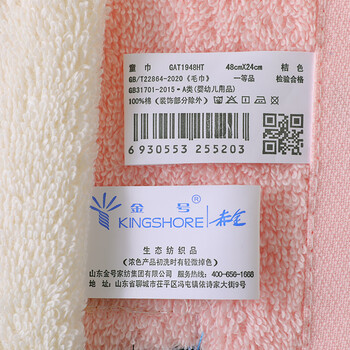 童巾 GAT1948HT 48cmX24cm 桔色
GB/T22864-2020《毛巾》 一等品 检验合格
GB31701-2015·A类(婴幼儿用品)
100%棉(装饰部分除外)
6 930553 255203
金号
KINGSHORE®
生态纺织品
(浓色产品初洗时有轻微掉色)
山东金号家纺集团有限公司 服务热线: 400-656-1668
地址: 山东省聊城市茌平区冯屯镇依诗家大街9号